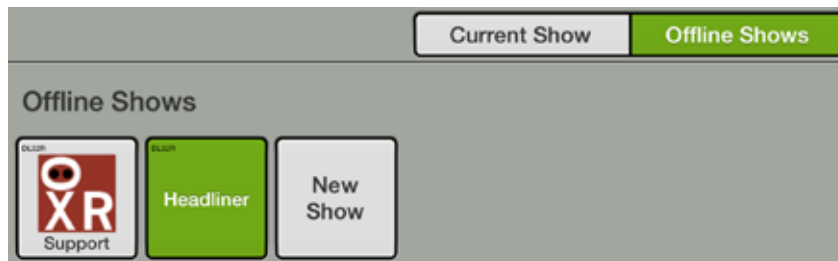 Current Show
Offline Shows
Offline Shows
DL32R
XR
Support
DL32R
Headliner
New
Show